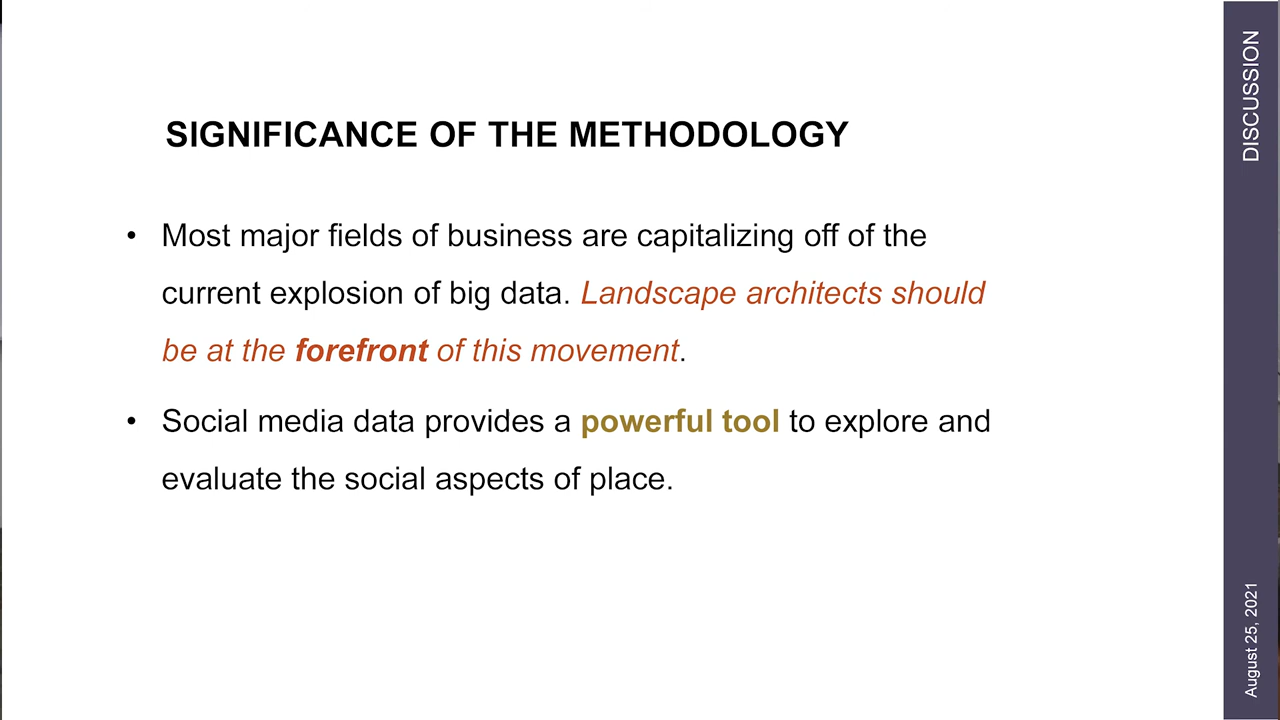 SIGNIFICANCE OF THE METHODOLOGY
• Most major fields of business are capitalizing off of the
current explosion of big data. Landscape architects should
be at the forefront of this movement.
• Social media data provides a powerful tool to explore and
evaluate the social aspects of place.
DISCUSSION
August 25, 2021